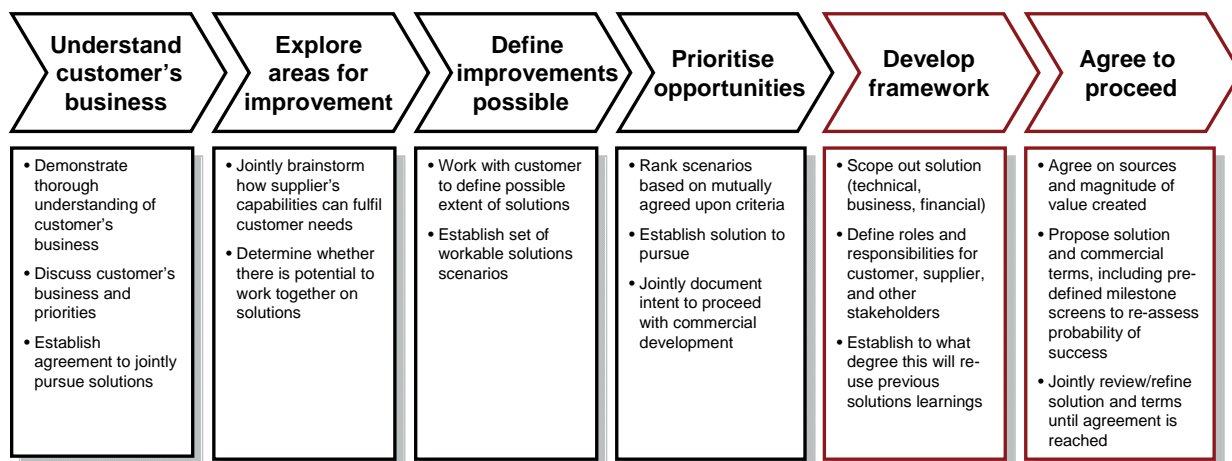 Understand
customer's
business
Explore
areas for
improvement
Define
improvements
possible
Prioritise
opportunities
Develop
framework
Agree to
proceed
• Demonstrate
thorough
understanding of
customer's
business
• Discuss customer's
business and
priorities
• Establish
agreement to jointly
pursue solutions
• Jointly brainstorm
how supplier's
capabilities can fulfil
customer needs
• Determine whether
there is potential to
work together on
solutions
• Work with customer
to define possible
extent of solutions
• Establish set of
workable solutions
scenarios
• Rank scenarios
based on mutually
agreed upon criteria
• Establish solution to
pursue
• Jointly document
intent to proceed
with commercial
development
• Scope out solution
(technical,
business, financial)
• Define roles and
responsibilities for
customer, supplier,
and other
stakeholders
• Establish to what
degree this will re-
use previous
solutions learnings
• Agree on sources
and magnitude of
value created
• Propose solution
and commercial
terms, including pre-
defined milestone
screens to re-assess
probability of
success
• Jointly review/refine
solution and terms
until agreement is
reached